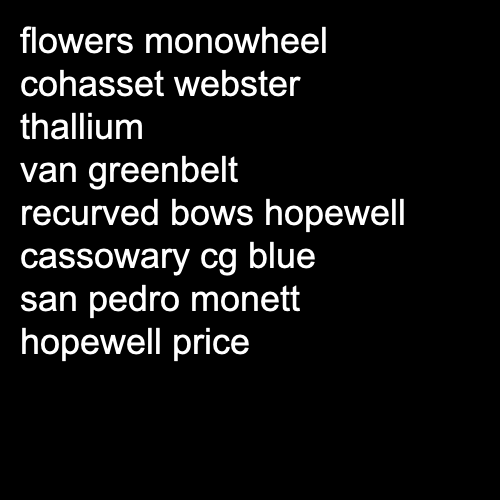 flowers monowheel
cohasset webster
thallium
van greenbelt
recurved bows hopewell
cassowary cg blue
san pedro monett
hopewell price